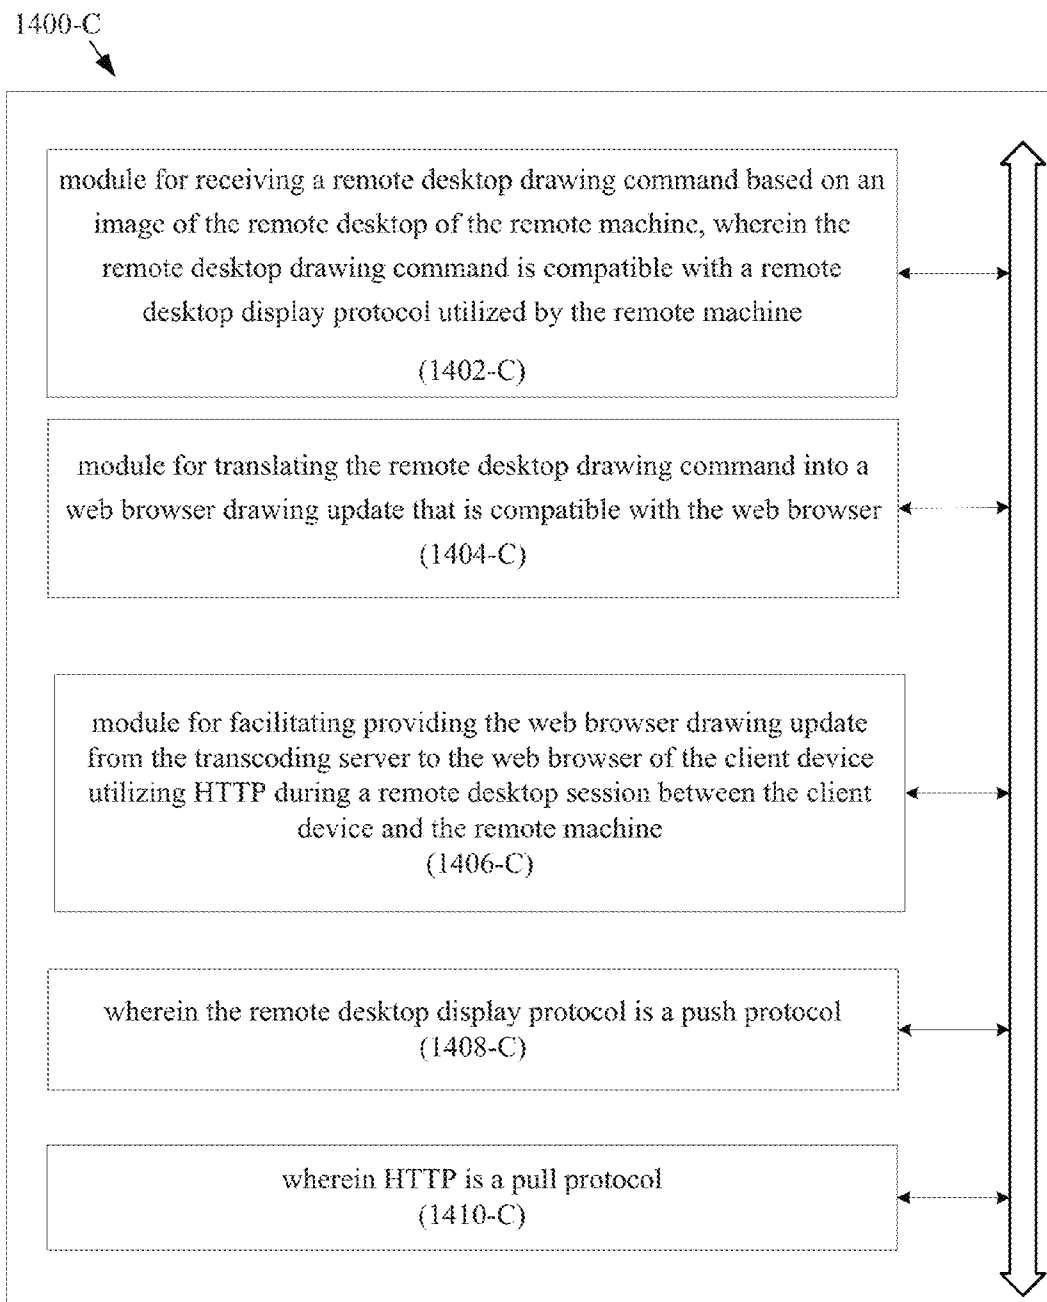 1400-C
module for receiving a remote desktop drawing command based on an
image of the remote desktop of the remote machine, wherein the
remote desktop drawing command is compatible with a remote
desktop display protocol utilized by the remote machine
(1402-C)
module for translating the remote desktop drawing command into a
web browser drawing update that is compatible with the web browser
(1404-C)
module for facilitating providing the web browser drawing update
from the transcoding server to the web browser of the client device
utilizing HTTP during a remote desktop session between the client
device and the remote machine
(1406-C)
wherein the remote desktop display protocol is a push protocol
(1408-C)
wherein HTTP is a pull protocol
(1410-C)